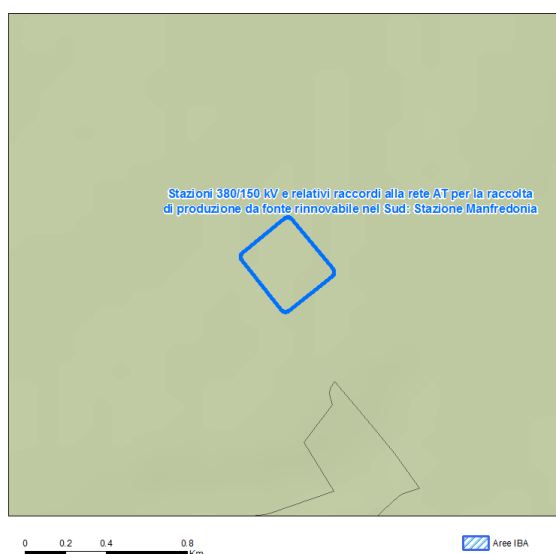 Stazioni 380/150 kV e relativi raccordi alla rete AT per la raccolta
di produzione da fonte rinnovabile nel Sud: Stazione Manfredonia
0 0.2 0.4 0.8
Km
Aree IBA